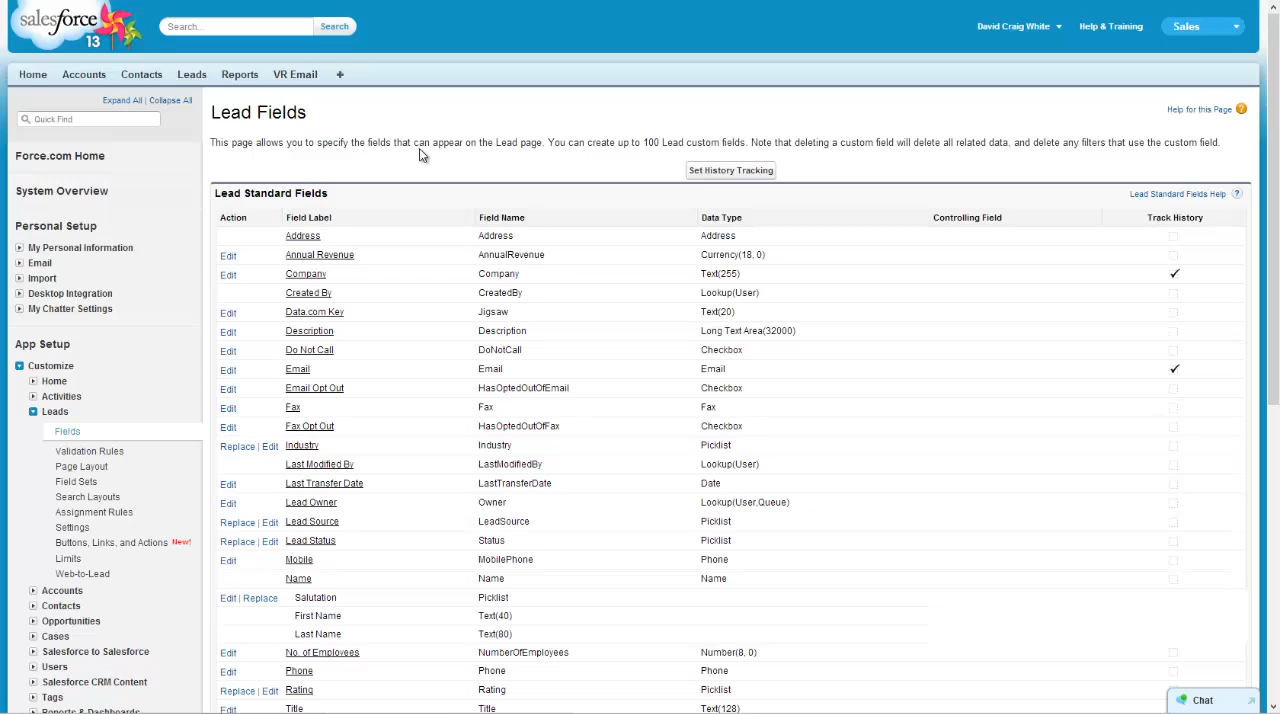 salesforce
13
Search...
Search
David Craig White
Help & Training
Sales
Home Accounts Contacts Leads Reports VR Email +
Expand All | Collapse All
Quick Find
Force.com Home
System Overview
Personal Setup
My Personal Information
Email
Import
Desktop Integration
My Chatter Settings
App Setup
Customize
Home
Activities
Leads
Fields
Validation Rules
Page Layout
Field Sets
Search Layouts
Assignment Rules
Settings
Buttons, Links, and Actions New!
Limits
Web-to-Lead
Accounts
Contacts
Opportunities
Cases
Salesforce to Salesforce
Users
Salesforce CRM Content
Tags
Reports & Dashboards
Lead Fields
Help for this Page ?
This page allows you to specify the fields that can appear on the Lead page. You can create up to 100 Lead custom fields. Note that deleting a custom field will delete all related data, and delete any filters that use the custom field.
Set History Tracking
Lead Standard Fields
Lead Standard Fields Help ?
Action Field Label Field Name Data Type Controlling Field Track History
Address Address Address
Edit Annual Revenue AnnualRevenue Currency(18, 0)
Edit Company Company Text(255) ✓
Created By CreatedBy Lookup(User)
Edit Data.com Key Jigsaw Text(20)
Edit Description Description Long Text Area(32000)
Edit Do Not Call DoNotCall Checkbox
Edit Email Email Email ✓
Edit Email Opt Out HasOptedOutOfEmail Checkbox
Edit Fax Fax Fax
Edit Fax Opt Out HasOptedOutOfFax Checkbox
Replace | Edit Industry Industry Picklist
Last Modified By LastModifiedBy Lookup(User)
Edit Last Transfer Date LastTransferDate Date
Edit Lead Owner Owner Lookup(User,Queue)
Replace | Edit Lead Source LeadSource Picklist
Replace | Edit Lead Status Status Picklist
Edit Mobile MobilePhone Phone
Name Name Name
Edit | Replace Salutation Picklist
First Name Text(40)
Last Name Text(80)
Edit No. of Employees NumberOfEmployees Number(8, 0)
Edit Phone Phone Phone
Replace | Edit Rating Rating Picklist
Edit Title Title Text(128)
Chat